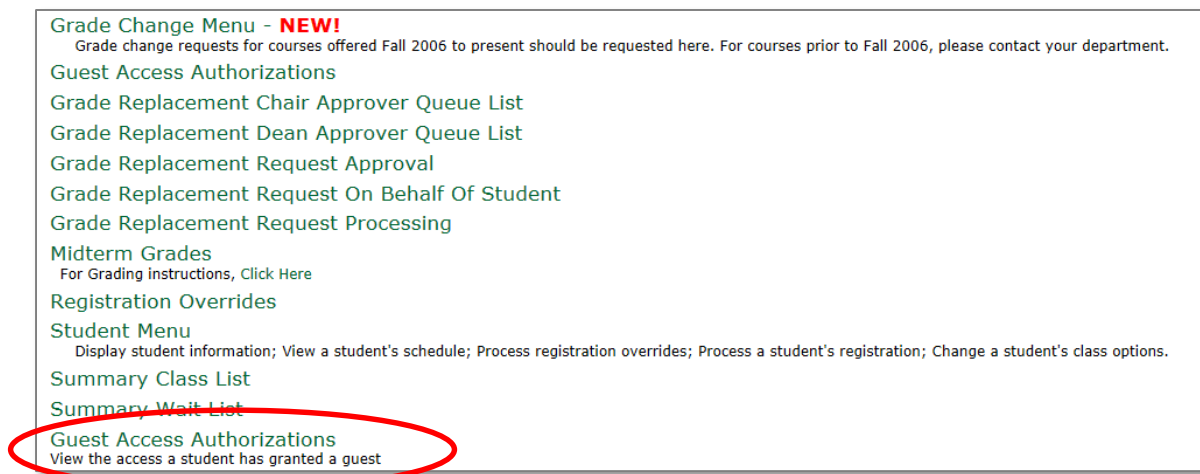 Grade Change Menu - NEW!
Grade change requests for courses offered Fall 2006 to present should be requested here. For courses prior to Fall 2006, please contact your department.
Guest Access Authorizations
Grade Replacement Chair Approver Queue List
Grade Replacement Dean Approver Queue List
Grade Replacement Request Approval
Grade Replacement Request On Behalf Of Student
Grade Replacement Request Processing
Midterm Grades
For Grading instructions, Click Here
Registration Overrides
Student Menu
Display student information; View a student's schedule; Process registration overrides; Process a student's registration; Change a student's class options.
Summary Class List
Summary Wait List
Guest Access Authorizations
View the access a student has granted a guest